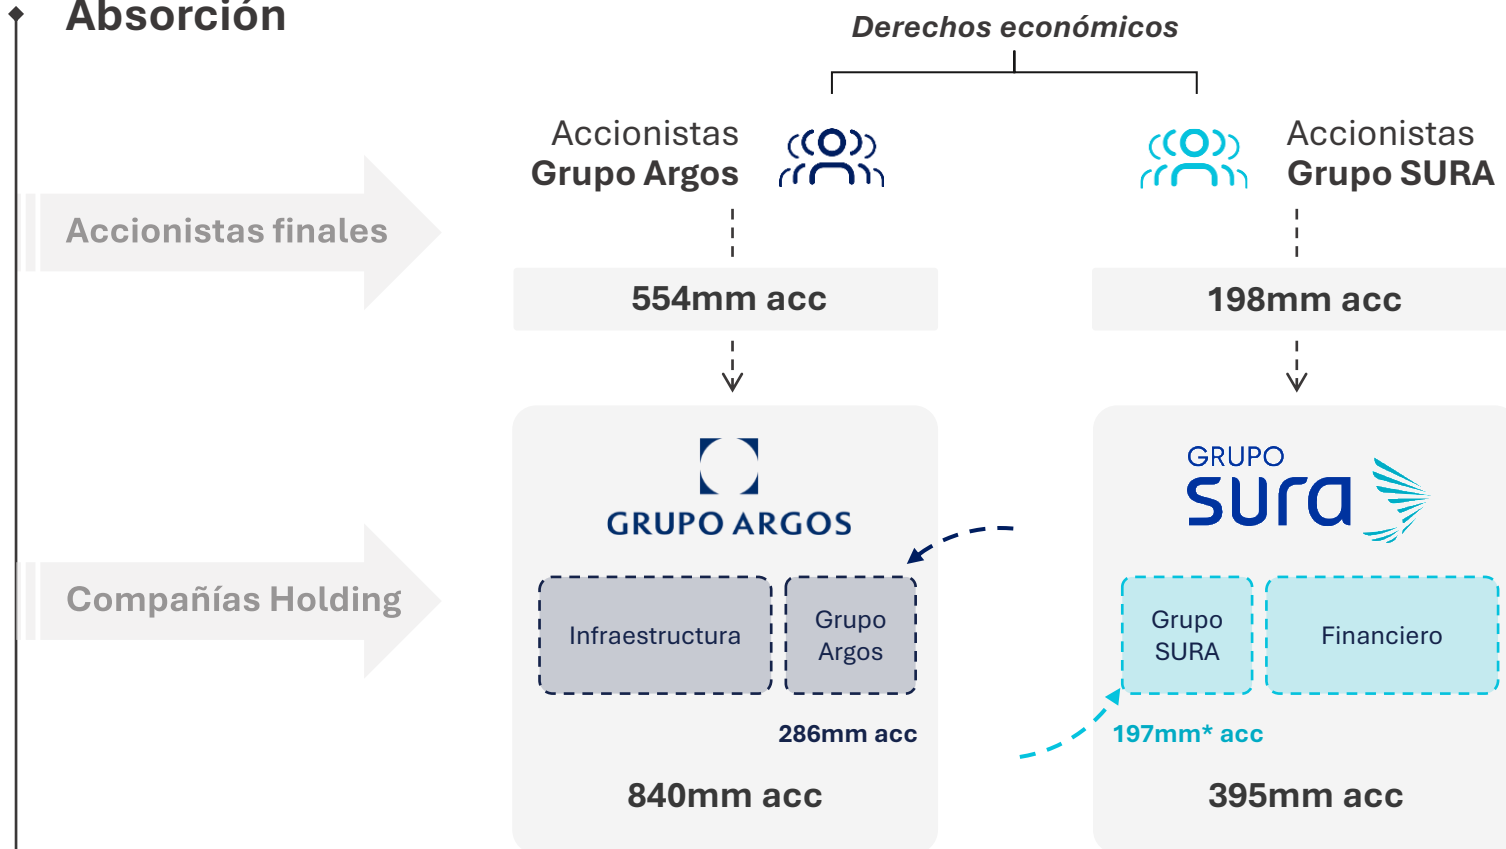 Absorción
Derechos económicos
Accionistas
Grupo Argos
Accionistas
Grupo SURA
Accionistas finales
554mm acc
198mm acc
GRUPO ARGOS
GRUPO
sura
Compañías Holding
Infraestructura
Grupo
Argos
Grupo
SURA
Financiero
286mm acc
197mm* acc
840mm acc
395mm acc